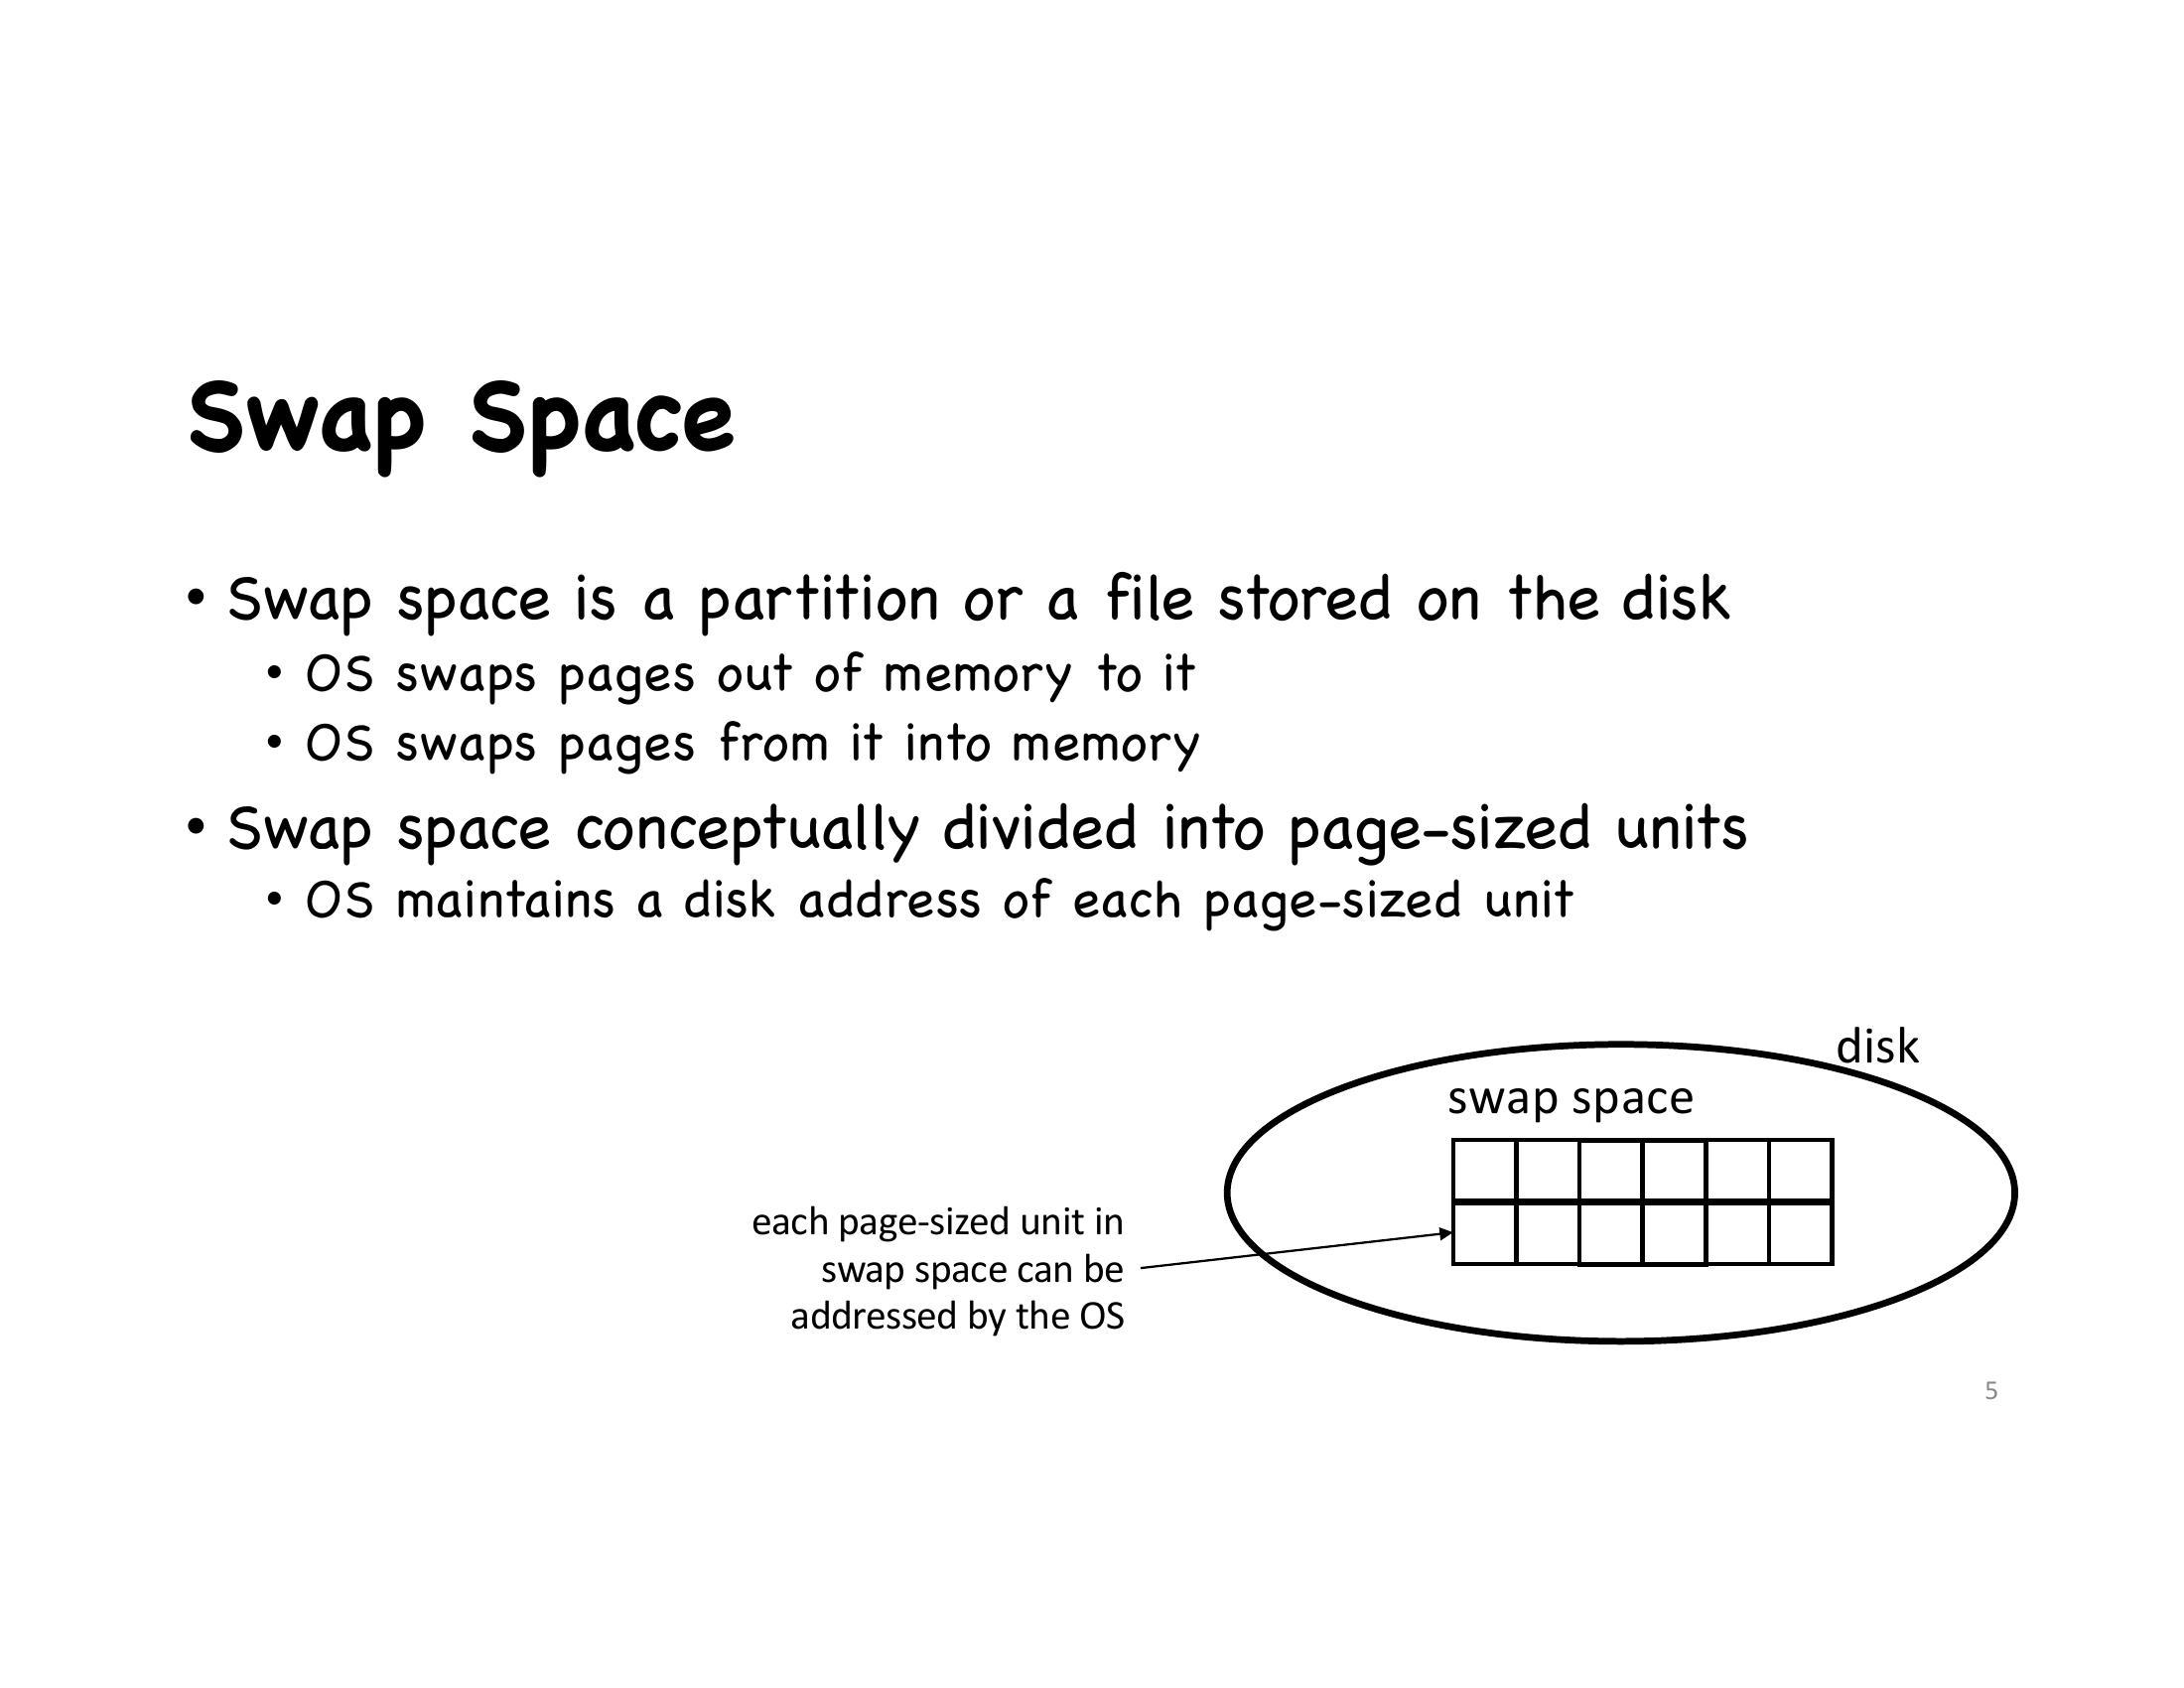 Swap Space
• Swap space is a partition or a file stored on the disk
• OS swaps pages out of memory to it
• OS swaps pages from it into memory
• Swap space conceptually divided into page-sized units
• OS maintains a disk address of each page-sized unit
disk
swap space
each page-sized unit in
swap space can be
addressed by the OS
5